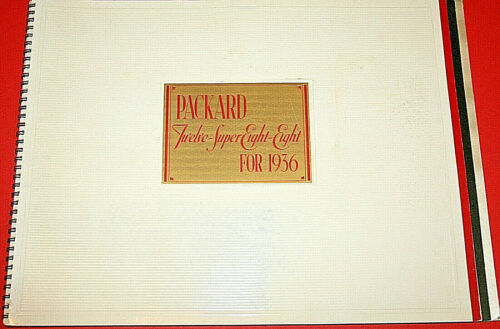 PACKARD
Twelve-Super Eight-Eight
FOR 1936